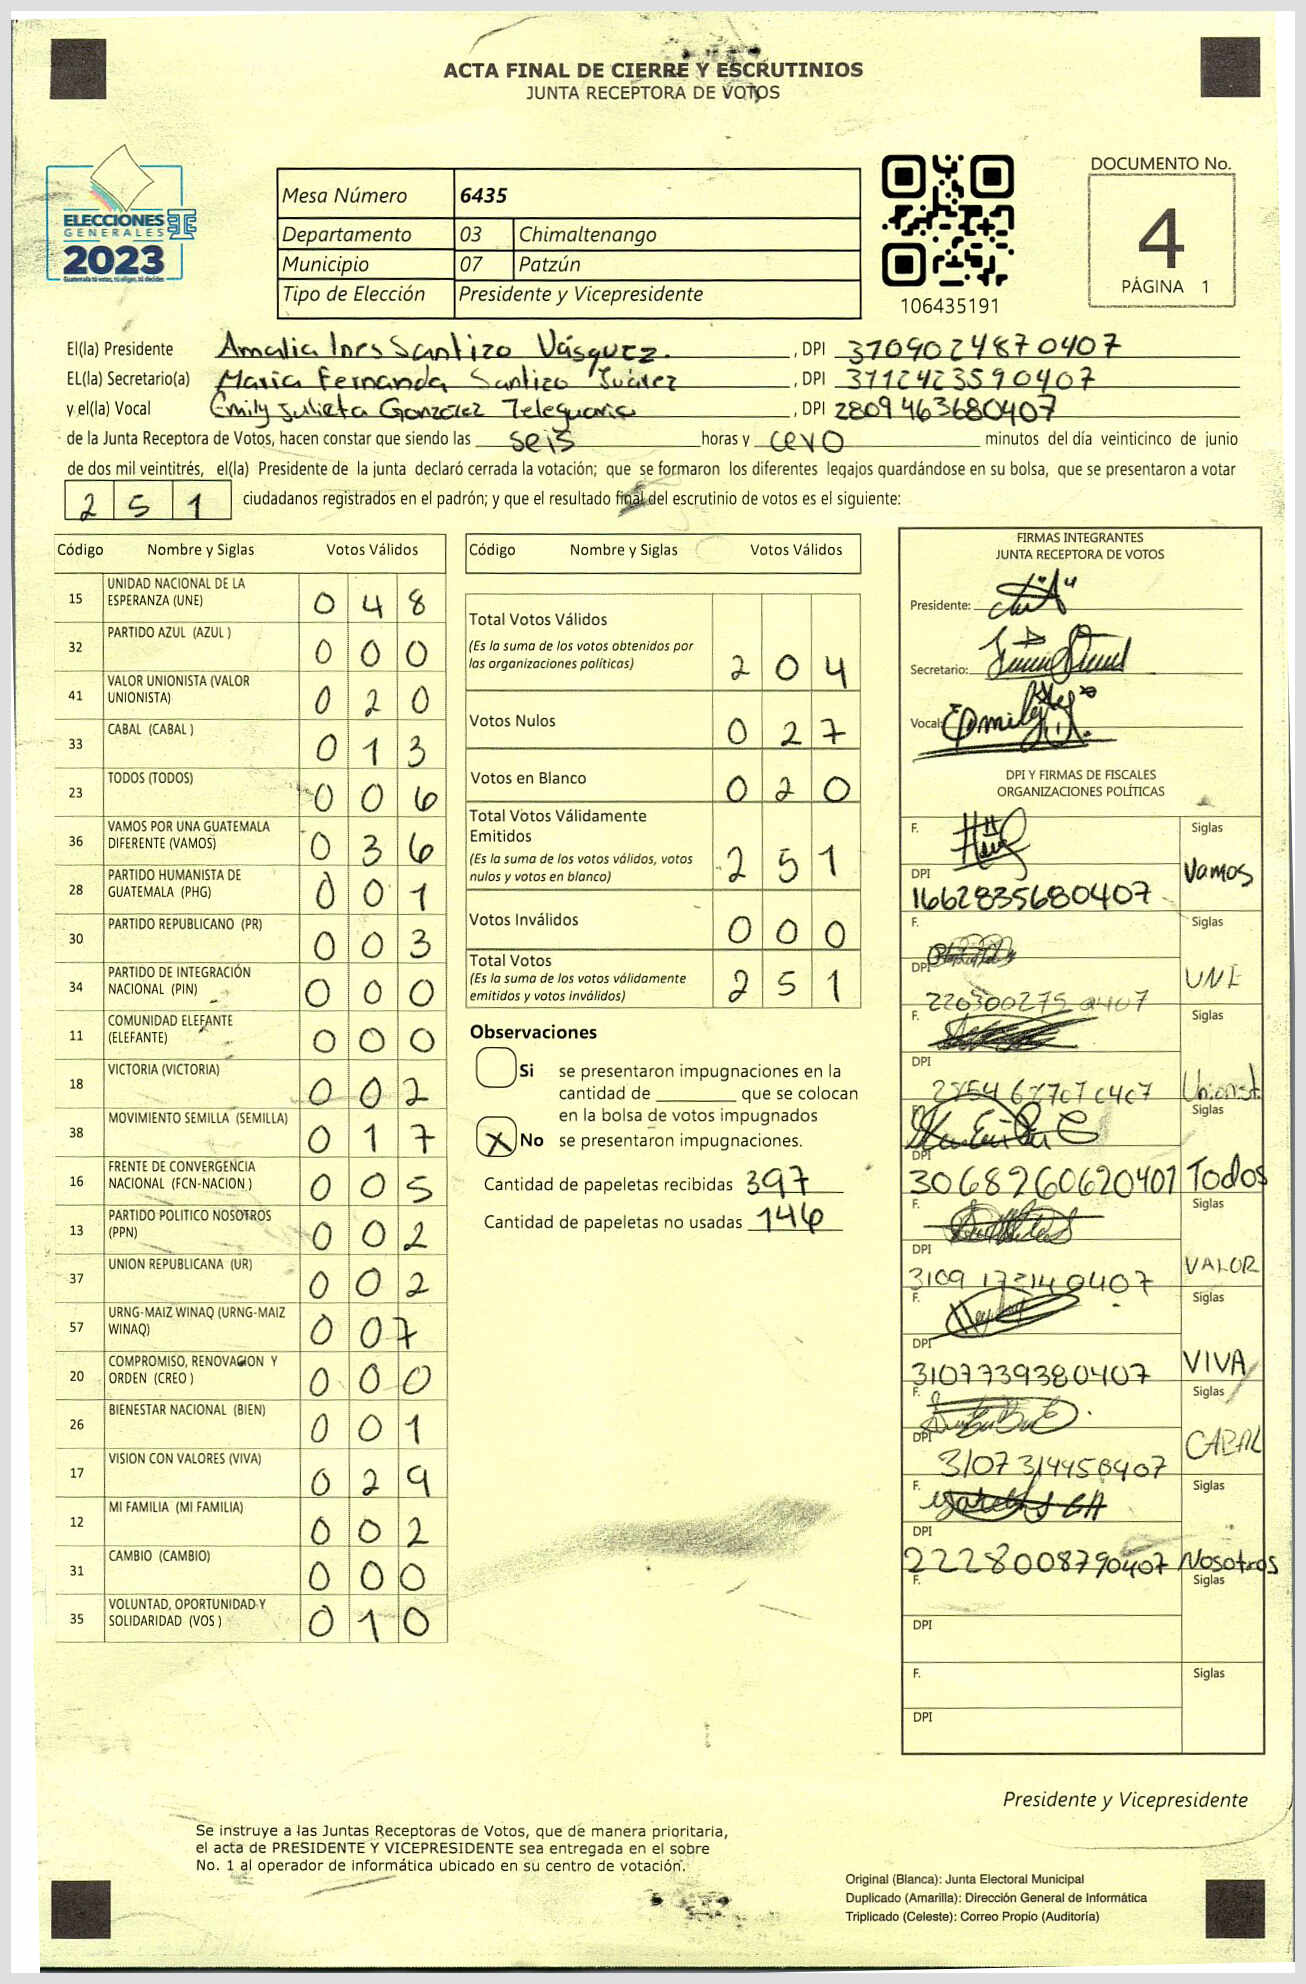 ACTA FINAL DE CIERRE Y ESCRUTINIOS
JUNTA RECEPTORA DE VOTOS
ELECCIONES
GENERALES
2023
Guatemala tú votas, tú eliges, tú decides
Mesa Número 6435
Departamento 03 Chimaltenango
Municipio 07 Patzún
Tipo de Elección Presidente y Vicepresidente
106435191
DOCUMENTO No.
4
PÁGINA 1
El(la) Presidente Amalia Ines Santizo Vásquez. , DPI 3709024870407
EL(la) Secretario(a) Maria Fernanda Santizo Juárez , DPI 3712423590407
y el(la) Vocal Emily Julieta González Teleguario , DPI 2809463680407
de la Junta Receptora de Votos, hacen constar que siendo las seis horas y cero minutos del día veinticinco de junio
de dos mil veintitrés, el(la) Presidente de la junta declaró cerrada la votación; que se formaron los diferentes legajos guardándose en su bolsa, que se presentaron a votar
2 5 1 ciudadanos registrados en el padrón; y que el resultado final del escrutinio de votos es el siguiente:
Código Nombre y Siglas Votos Válidos
15 UNIDAD NACIONAL DE LA ESPERANZA (UNE) 0 4 8
32 PARTIDO AZUL (AZUL ) 0 0 0
41 VALOR UNIONISTA (VALOR UNIONISTA) 0 2 0
33 CABAL (CABAL ) 0 1 3
23 TODOS (TODOS) 0 0 6
36 VAMOS POR UNA GUATEMALA DIFERENTE (VAMOS) 0 3 6
28 PARTIDO HUMANISTA DE GUATEMALA (PHG) 0 0 1
30 PARTIDO REPUBLICANO (PR) 0 0 3
34 PARTIDO DE INTEGRACIÓN NACIONAL (PIN) 0 0 0
11 COMUNIDAD ELEFANTE (ELEFANTE) 0 0 0
18 VICTORIA (VICTORIA) 0 0 2
38 MOVIMIENTO SEMILLA (SEMILLA) 0 1 7
16 FRENTE DE CONVERGENCIA NACIONAL (FCN-NACION ) 0 0 5
13 PARTIDO POLITICO NOSOTROS (PPN) 0 0 2
37 UNION REPUBLICANA (UR) 0 0 2
57 URNG-MAIZ WINAQ (URNG-MAIZ WINAQ) 0 0 7
20 COMPROMISO, RENOVACION Y ORDEN (CREO ) 0 0 0
26 BIENESTAR NACIONAL (BIEN) 0 0 1
17 VISION CON VALORES (VIVA) 0 2 9
12 MI FAMILIA (MI FAMILIA) 0 0 2
31 CAMBIO (CAMBIO) 0 0 0
35 VOLUNTAD, OPORTUNIDAD Y SOLIDARIDAD (VOS ) 0 1 0
Código Nombre y Siglas Votos Válidos
Total Votos Válidos
(Es la suma de los votos obtenidos por
las organizaciones políticas) 2 0 4
Votos Nulos 0 2 7
Votos en Blanco 0 2 0
Total Votos Válidamente
Emitidos
(Es la suma de los votos válidos, votos
nulos y votos en blanco) 2 5 1
Votos Inválidos 0 0 0
Total Votos
(Es la suma de los votos válidamente
emitidos y votos inválidos) 2 5 1
Observaciones
Si se presentaron impugnaciones en la
cantidad de ________ que se colocan
en la bolsa de votos impugnados
X No se presentaron impugnaciones.
Cantidad de papeletas recibidas 397
Cantidad de papeletas no usadas 146
FIRMAS INTEGRANTES
JUNTA RECEPTORA DE VOTOS
Presidente:
Secretario:
Vocal: Emily
DPI Y FIRMAS DE FISCALES
ORGANIZACIONES POLÍTICAS
F. Siglas
DPI Vamos
1662835680407
F. Siglas
DPI UNE
2203002750407
F. Siglas
DPI Unionist.
Siglas
DPI
3068260620407 Todos
F. Siglas
DPI VALOR
F. Siglas
DPI VIVA
3107739380407
F. Siglas
DPI CABAL
3107314450407
F. Siglas
DPI
2228008790407 Nosotros
F. Siglas
DPI
F. Siglas
DPI
Presidente y Vicepresidente
Se instruye a las Juntas Receptoras de Votos, que de manera prioritaria,
el acta de PRESIDENTE Y VICEPRESIDENTE sea entregada en el sobre
No. 1 al operador de informática ubicado en su centro de votación.
Original (Blanca): Junta Electoral Municipal
Duplicado (Amarilla): Dirección General de Informática
Triplicado (Celeste): Correo Propio (Auditoría)